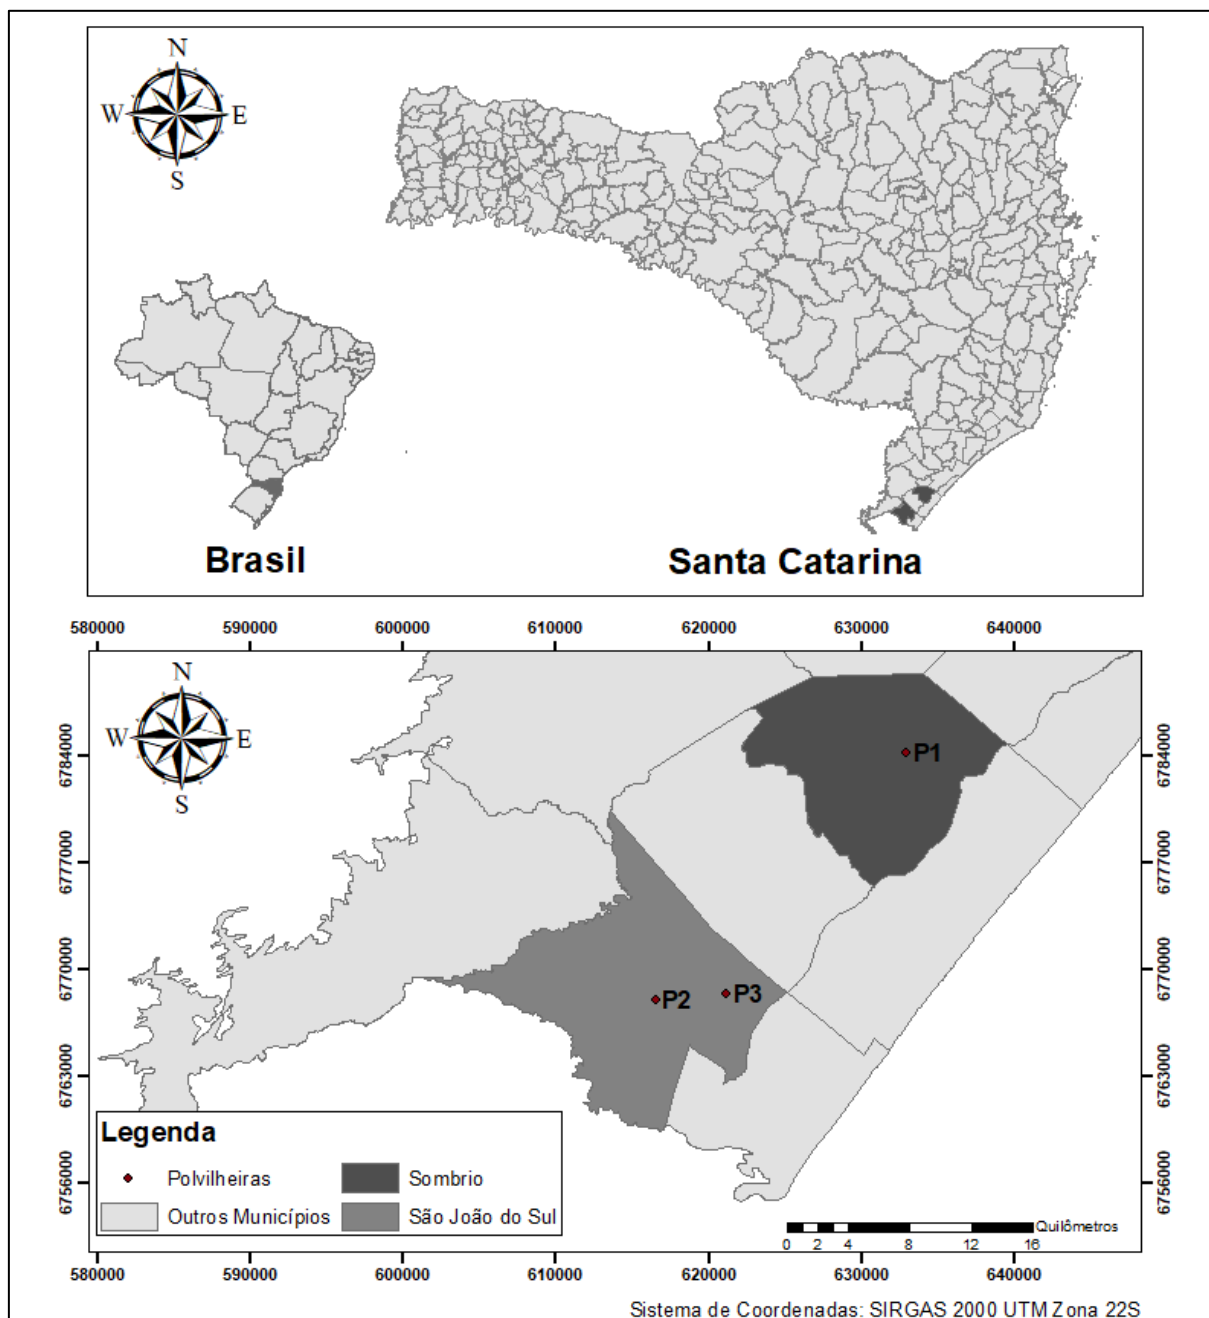 N
W E
S
Brasil
Santa Catarina
580000 590000 600000 610000 620000 630000 640000
N
W E
S
6784000 6784000
P1
6777000 6777000
6770000 6770000
P2 P3
6763000 6763000
Legenda
Polvilheiras Sombrio
Outros Municípios São João do Sul
6756000 6756000
Quilômetros
0 2 4 8 12 16
580000 590000 600000 610000 620000 630000 640000
Sistema de Coordenadas: SIRGAS 2000 UTM Zona 22S